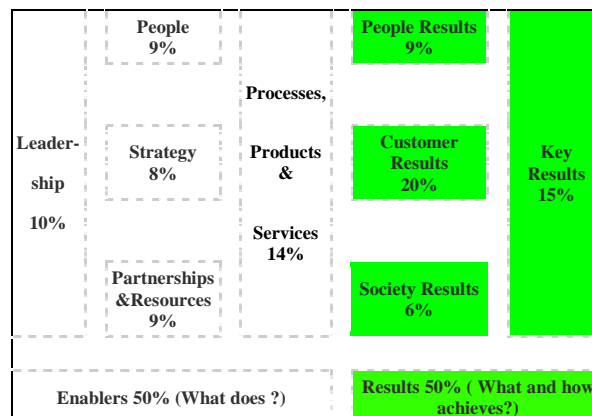 Leader-
ship
10%
People
9%
Strategy
8%
Partnerships
&Resources
9%
Processes,
Products
&
Services
14%
People Results
9%
Customer
Results
20%
Society Results
6%
Key
Results
15%
Enablers 50% (What does ?)
Results 50% ( What and how
achieves?)